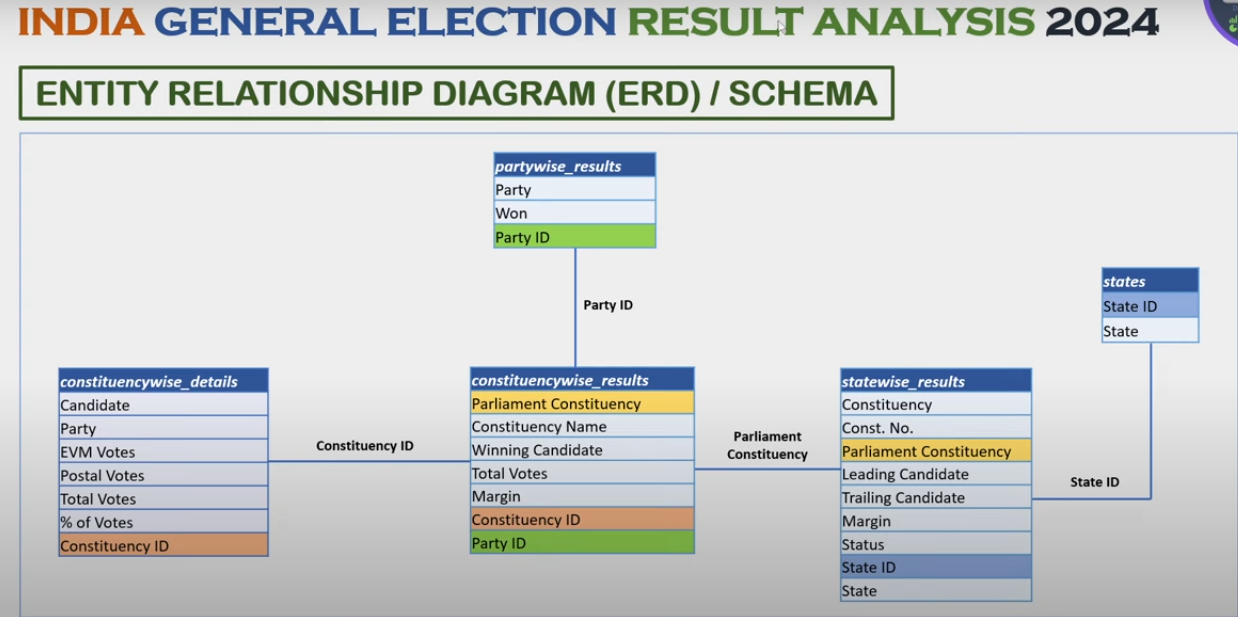 INDIA GENERAL ELECTION RESULT ANALYSIS 2024
ENTITY RELATIONSHIP DIAGRAM (ERD) / SCHEMA
partywise_results
Party
Won
Party ID
Party ID
states
State ID
State
constituencywise_details
Candidate
Party
EVM Votes
Postal Votes
Total Votes
% of Votes
Constituency ID
Constituency ID
constituencywise_results
Parliament Constituency
Constituency Name
Winning Candidate
Total Votes
Margin
Constituency ID
Party ID
Parliament
Constituency
statewise_results
Constituency
Const. No.
Parliament Constituency
Leading Candidate
Trailing Candidate
Margin
Status
State ID
State
State ID